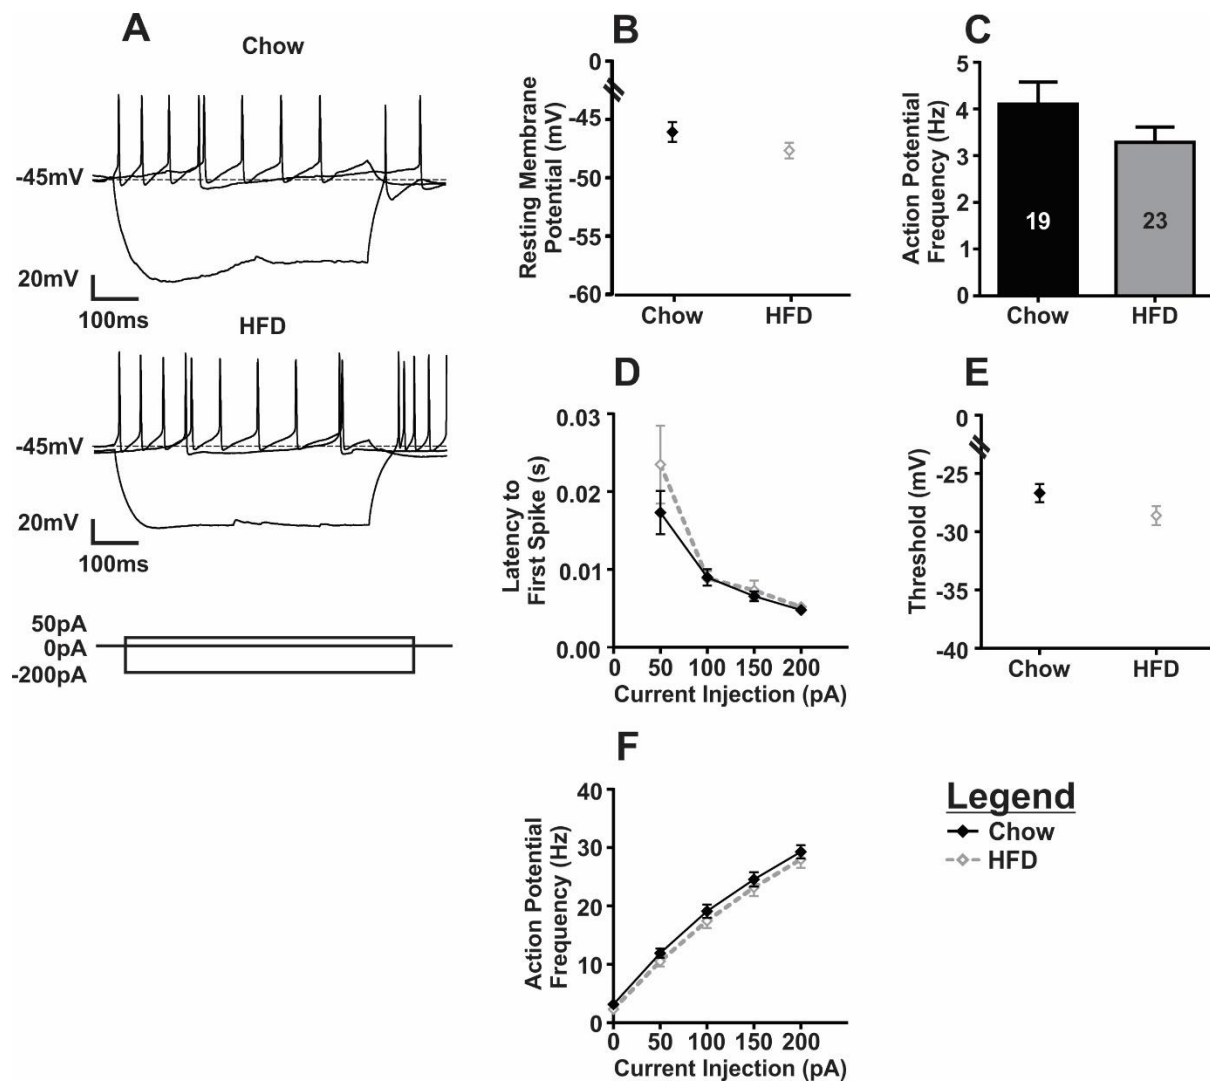 A
Chow
-45mV
20mV
100ms
HFD
-45mV
20mV
100ms
50pA
0pA
-200pA
B
Resting Membrane
Potential (mV)
0
-45
-50
-55
-60
Chow
HFD
C
Action Potential
Frequency (Hz)
5
4
3
2
1
0
19
23
Chow
HFD
D
Latency to
First Spike (s)
0.03
0.02
0.01
0.00
0 50 100 150 200
Current Injection (pA)
E
Threshold (mV)
0
-25
-30
-35
-40
Chow
HFD
F
Action Potential
Frequency (Hz)
40
30
20
10
0
0 50 100 150 200
Current Injection (pA)
Legend
Chow
HFD